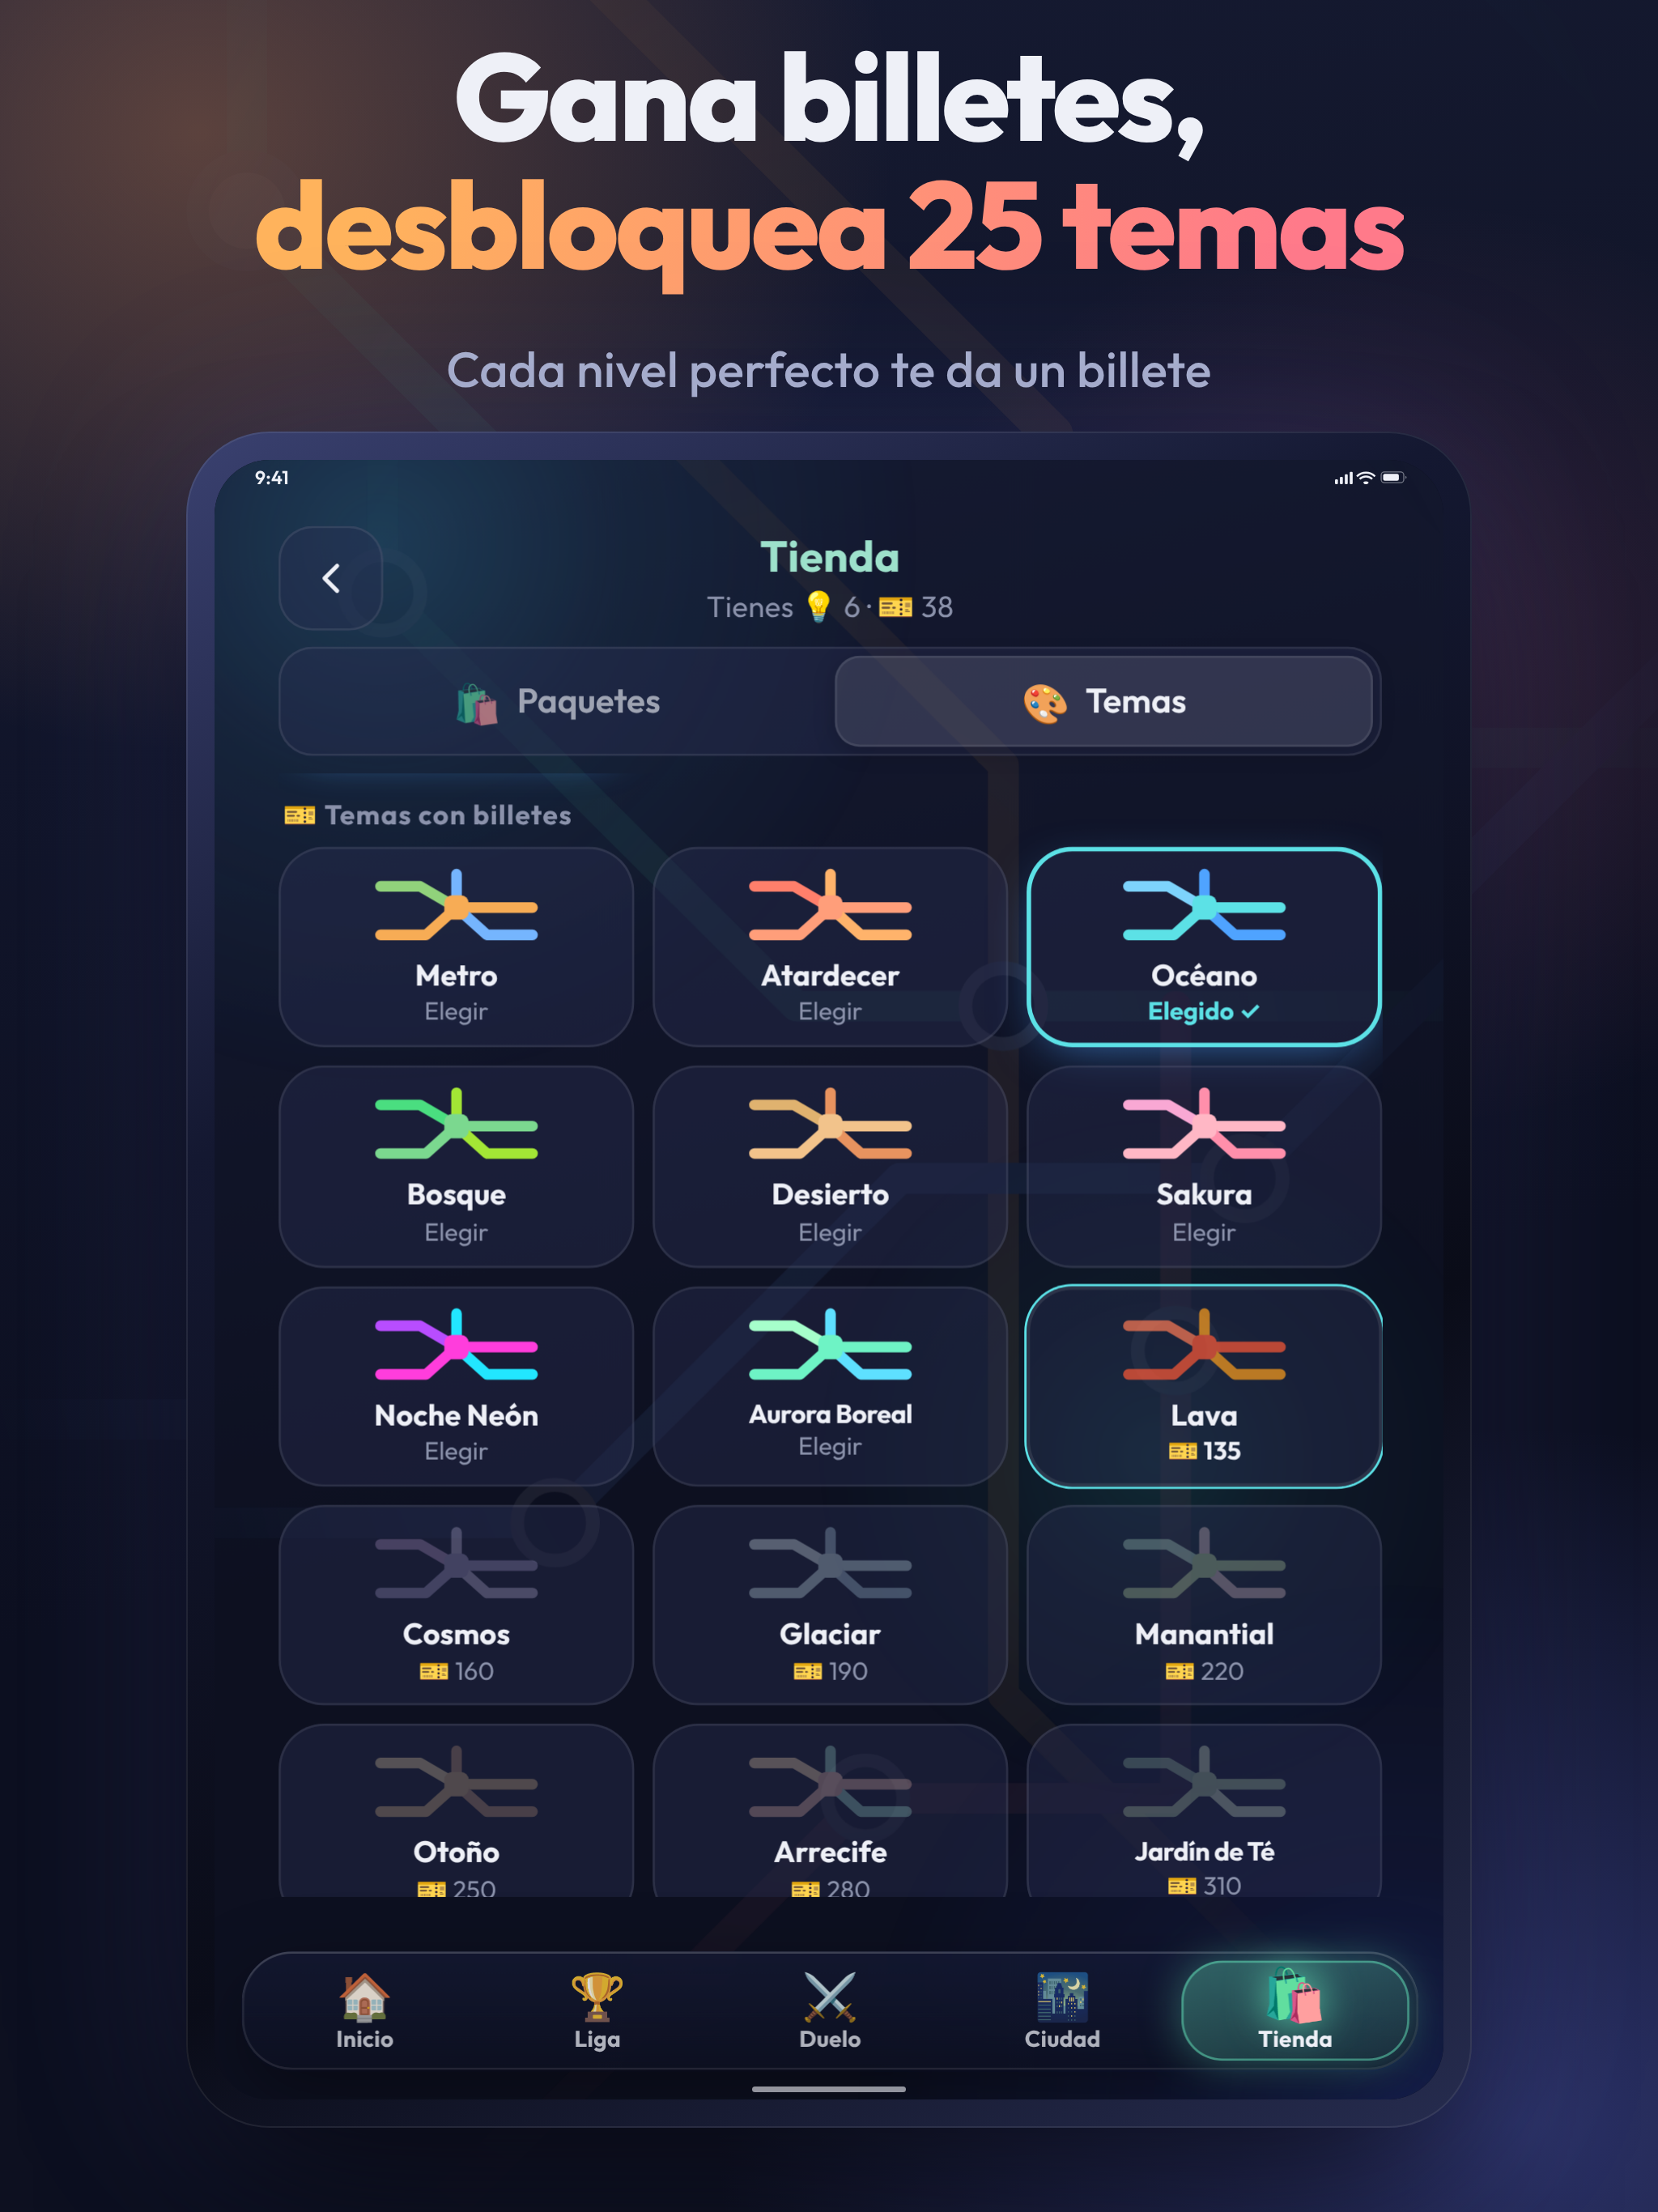 Gana billetes,
desbloquea 25 temas
Cada nivel perfecto te da un billete
9:41
Tienda
Tienes 💡 6 · 🎫 38
🛍️ Paquetes
🎨 Temas
🎫 Temas con billetes
Metro
Elegir
Atardecer
Elegir
Océano
Elegido ✓
Bosque
Elegir
Desierto
Elegir
Sakura
Elegir
Noche Neón
Elegir
Aurora Boreal
Elegir
Lava
🎫 135
Cosmos
🎫 160
Glaciar
🎫 190
Manantial
🎫 220
Otoño
🎫 250
Arrecife
🎫 280
Jardín de Té
🎫 310
Inicio
Liga
Duelo
Ciudad
Tienda